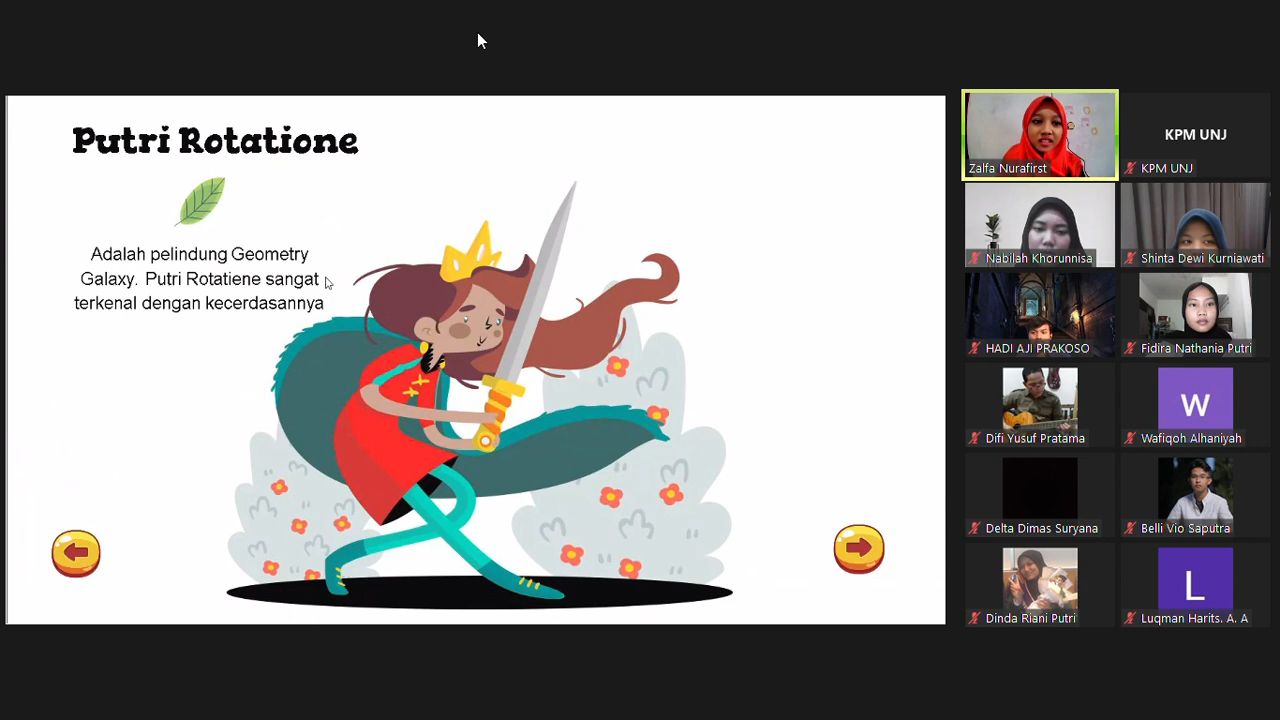 Putri Rotatione
Adalah pelindung Geometry
Galaxy. Putri Rotatiene sangat
terkenal dengan kecerdasannya
Zalfa Nurafirst
KPM UNJ
KPM UNJ
Nabilah Khorunnisa
Shinta Dewi Kurniawati
HADI AJI PRAKOSO
Fidira Nathania Putri
Difi Yusuf Pratama
W
Wafiqoh Alhaniyah
Delta Dimas Suryana
Belli Vio Saputra
Dinda Riani Putri
L
Luqman Harits. A. A